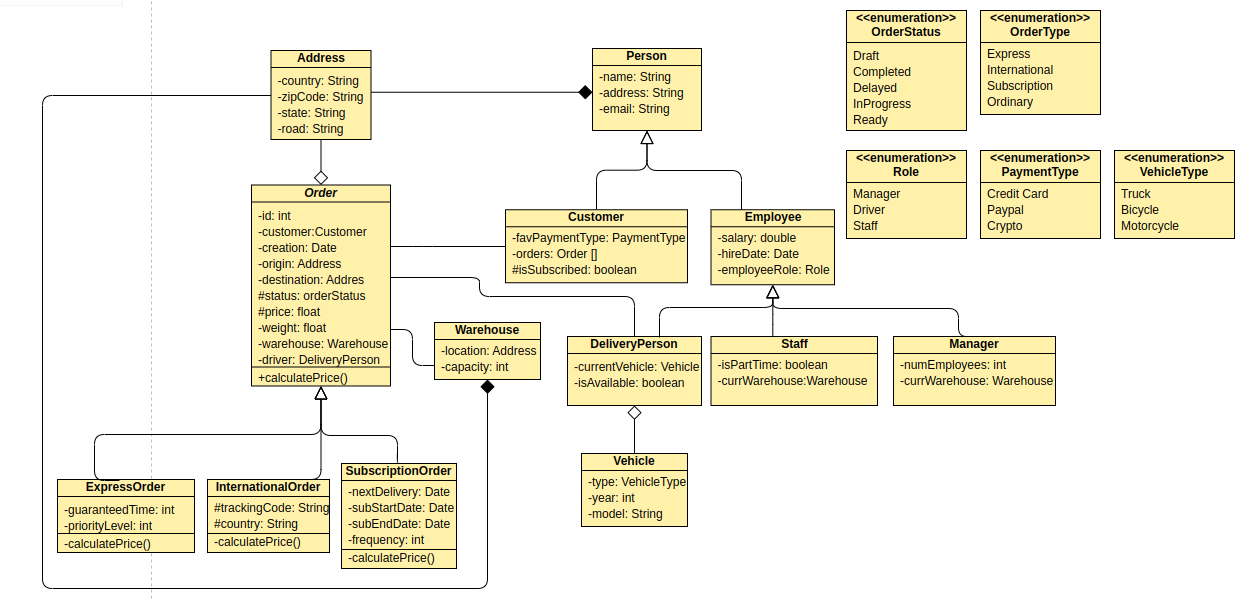 Address
-country: String
-zipCode: String
-state: String
-road: String
Person
-name: String
-address: String
-email: String
<<enumeration>>
OrderStatus
Draft
Completed
Delayed
InProgress
Ready
<<enumeration>>
OrderType
Express
International
Subscription
Ordinary
<<enumeration>>
Role
Manager
Driver
Staff
<<enumeration>>
PaymentType
Credit Card
Paypal
Crypto
<<enumeration>>
VehicleType
Truck
Bicycle
Motorcycle
Order
-id: int
-customer:Customer
-creation: Date
-origin: Address
-destination: Addres
#status: orderStatus
#price: float
-weight: float
-warehouse: Warehouse
-driver: DeliveryPerson
+calculatePrice()
Customer
-favPaymentType: PaymentType
-orders: Order []
#isSubscribed: boolean
Employee
-salary: double
-hireDate: Date
-employeeRole: Role
Warehouse
-location: Address
-capacity: int
DeliveryPerson
-currentVehicle: Vehicle
-isAvailable: boolean
Staff
-isPartTime: boolean
-currWarehouse:Warehouse
Manager
-numEmployees: int
-currWarehouse: Warehouse
ExpressOrder
-guaranteedTime: int
-priorityLevel: int
-calculatePrice()
InternationalOrder
#trackingCode: String
#country: String
-calculatePrice()
SubscriptionOrder
-nextDelivery: Date
-subStartDate: Date
-subEndDate: Date
-frequency: int
-calculatePrice()
Vehicle
-type: VehicleType
-year: int
-model: String